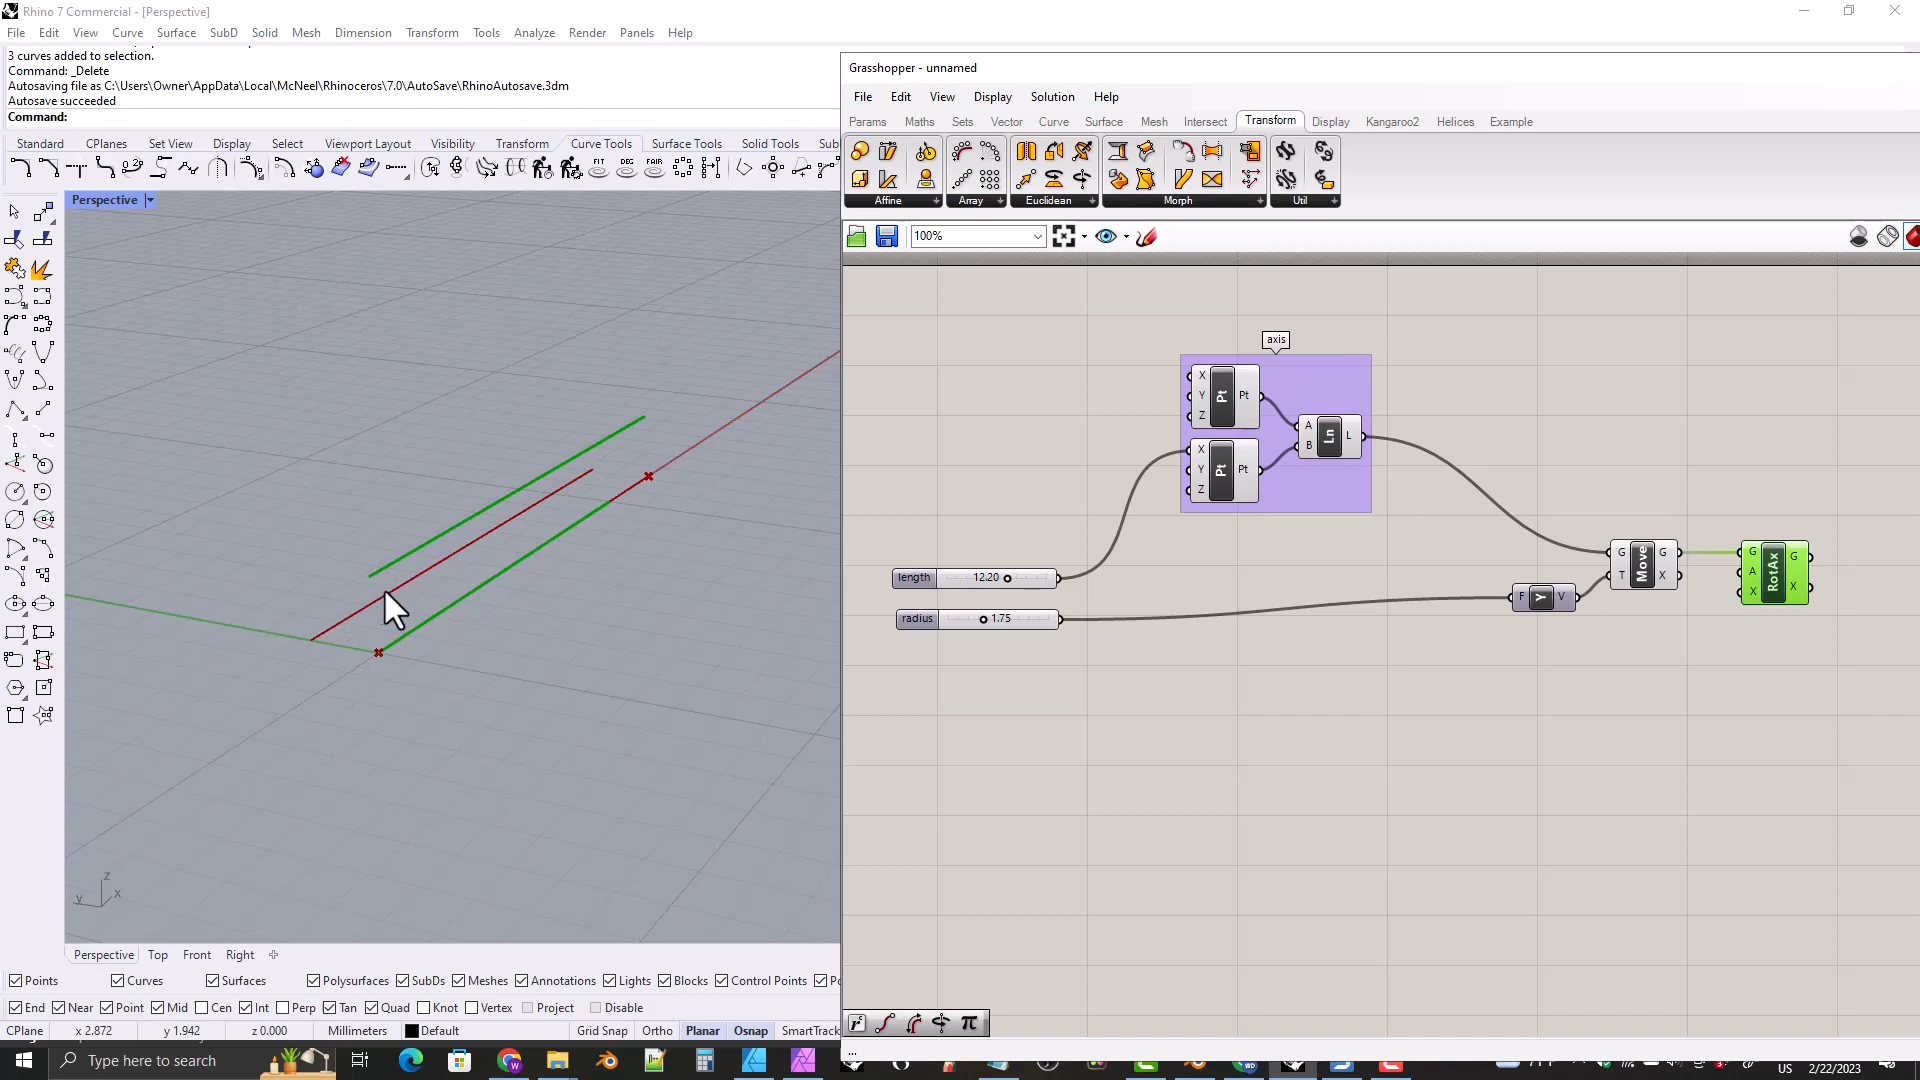 Rhino 7 Commercial - [Perspective]
File Edit View Curve Surface SubD Solid Mesh Dimension Transform Tools Analyze Render Panels Help
3 curves added to selection.
Command: _Delete
Autosaving file as C:\Users\Owner\AppData\Local\McNeel\Rhinoceros\7.0\AutoSave\RhinoAutosave.3dm
Autosave succeeded
Command:
Standard CPlanes Set View Display Select Viewport Layout Visibility Transform Curve Tools Surface Tools Solid Tools Sub
FIT DEG FAIR
Perspective
z
y x
Perspective Top Front Right
Points Curves Surfaces Polysurfaces SubDs Meshes Annotations Lights Blocks Control Points Po
End Near Point Mid Cen Int Perp Tan Quad Knot Vertex Project Disable
CPlane x 2.872 y 1.942 z 0.000 Millimeters Default Grid Snap Ortho Planar Osnap SmartTrack
Grasshopper - unnamed
File Edit View Display Solution Help
Params Maths Sets Vector Curve Surface Mesh Intersect Transform Display Kangaroo2 Helices Example
Affine Array Euclidean Morph Util
100%
axis
X Y Z Pt Pt
X Y Z Pt Pt
A B Ln L
length 12.20
radius 1.75
F Y V
G T Move G X
G A X RotAx G X
...
Type here to search
US 2/22/2023